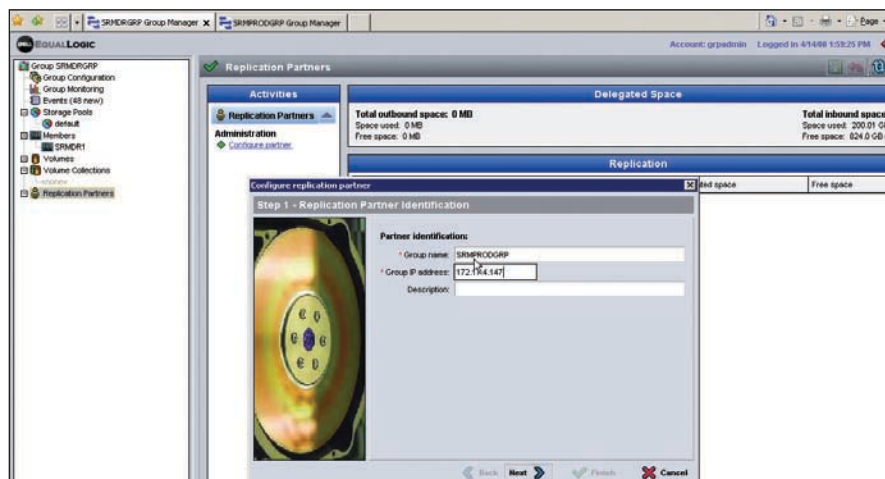 SRMDRGRP Group Manager X SRMPRODGRP Group Manager
Page
DELL EQUALLOGIC
Account: grpadmin Logged in 4/14/08 1:59:25 PM
Group SRMDRGRP
Group Configuration
Group Monitoring
Events (48 new)
Storage Pools
default
Members
SRMDR1
Volumes
Volume Collections
Replication Partners
Replication Partners
Activities
Replication Partners
Administration
Configure partner
Delegated Space
Total outbound space: 0 MB
Space used: 0 MB
Free space: 0 MB
Total inbound space
Space used: 200.01 G
Free space: 824.0 GB
Replication
ted space
Free space
Configure replication partner
Step 1 - Replication Partner Identification
Partner identification:
* Group name: SRMPRODGRP
* Group IP address:
Description:
Back Next Finish Cancel